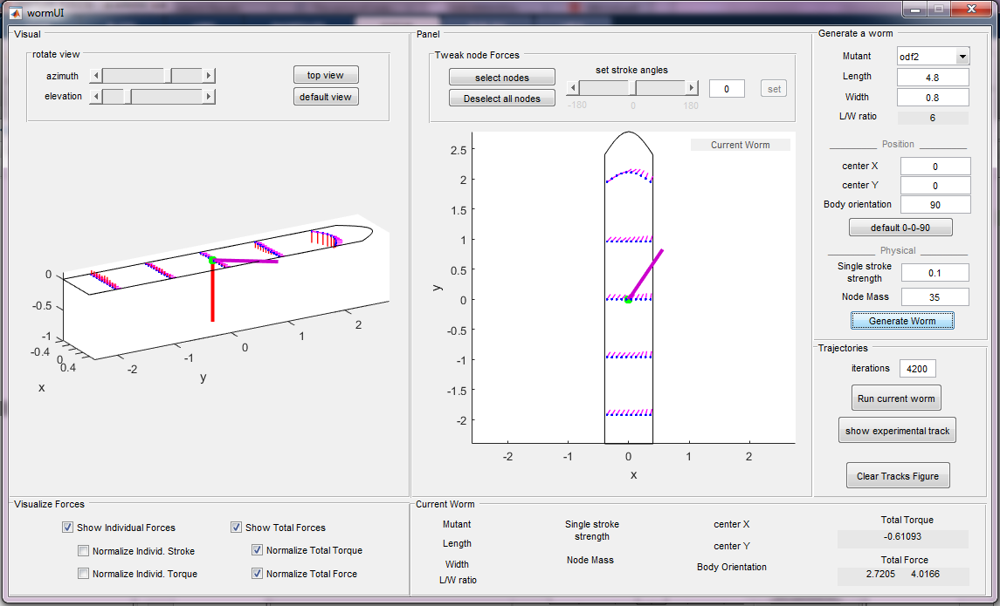 wormUI
Visual
rotate view
azimuth
elevation
top view
default view
0
-0.5
-1
-0.4
0
0.4
x
-2
-1
0
1
2
y
Panel
Tweak node Forces
select nodes
Deselect all nodes
set stroke angles
-180
0
180
0
set
Current Worm
2.5
2
1.5
1
0.5
0
-0.5
-1
-1.5
-2
y
-2
-1
0
1
2
x
Generate a worm
Mutant
odf2
Length
4.8
Width
0.8
L/W ratio
6
Position
center X
0
center Y
0
Body orientation
90
default 0-0-90
Physical
Single stroke
strength
0.1
Node Mass
35
Generate Worm
Trajectories
iterations
4200
Run current worm
show experimental track
Clear Tracks Figure
Visualize Forces
Show Individual Forces
Normalize Individ. Stroke
Normalize Individ. Torque
Show Total Forces
Normalize Total Torque
Normalize Total Force
Current Worm
Mutant
Length
Width
L/W ratio
Single stroke
strength
Node Mass
center X
center Y
Body Orientation
Total Torque
-0.61093
Total Force
2.7205 4.0166